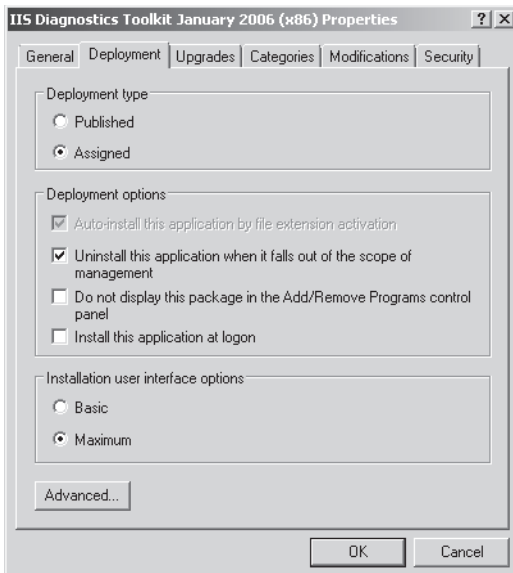 IIS Diagnostics Toolkit January 2006 (x86) Properties
General
Deployment
Upgrades
Categories
Modifications
Security
Deployment type
Published
Assigned
Deployment options
Auto-install this application by file extension activation
Uninstall this application when it falls out of the scope of
management
Do not display this package in the Add/Remove Programs control
panel
Install this application at logon
Installation user interface options
Basic
Maximum
Advanced...
OK
Cancel